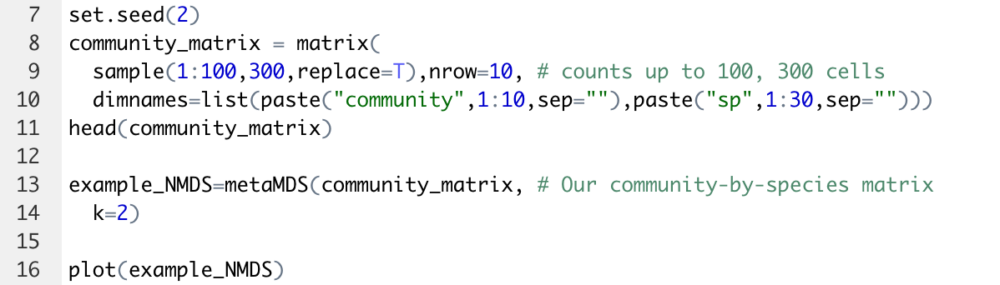 7 set.seed(2)
8 community_matrix = matrix(
9   sample(1:100,300,replace=T),nrow=10, # counts up to 100, 300 cells
10   dimnames=list(paste("community",1:10,sep=""),paste("sp",1:30,sep="")))
11 head(community_matrix)
12
13 example_NMDS=metaMDS(community_matrix, # Our community-by-species matrix
14   k=2)
15
16 plot(example_NMDS)